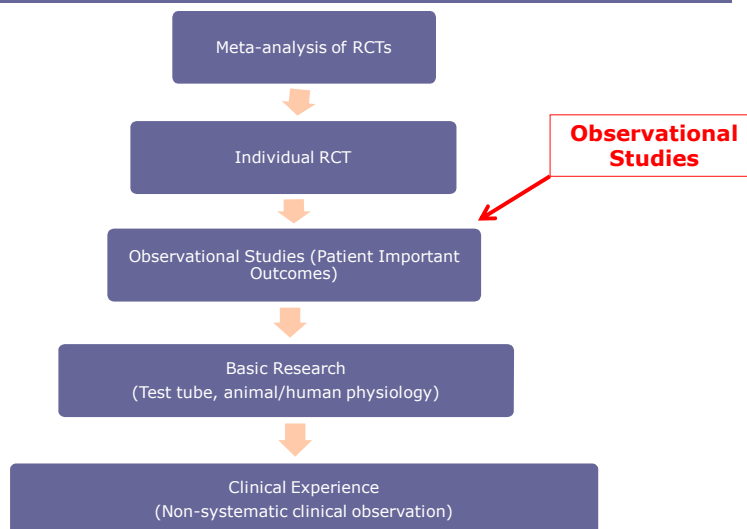 Meta-analysis of RCTs
Individual RCT
Observational
Studies
Observational Studies (Patient Important
Outcomes)
Basic Research
(Test tube, animal/human physiology)
Clinical Experience
(Non-systematic clinical observation)